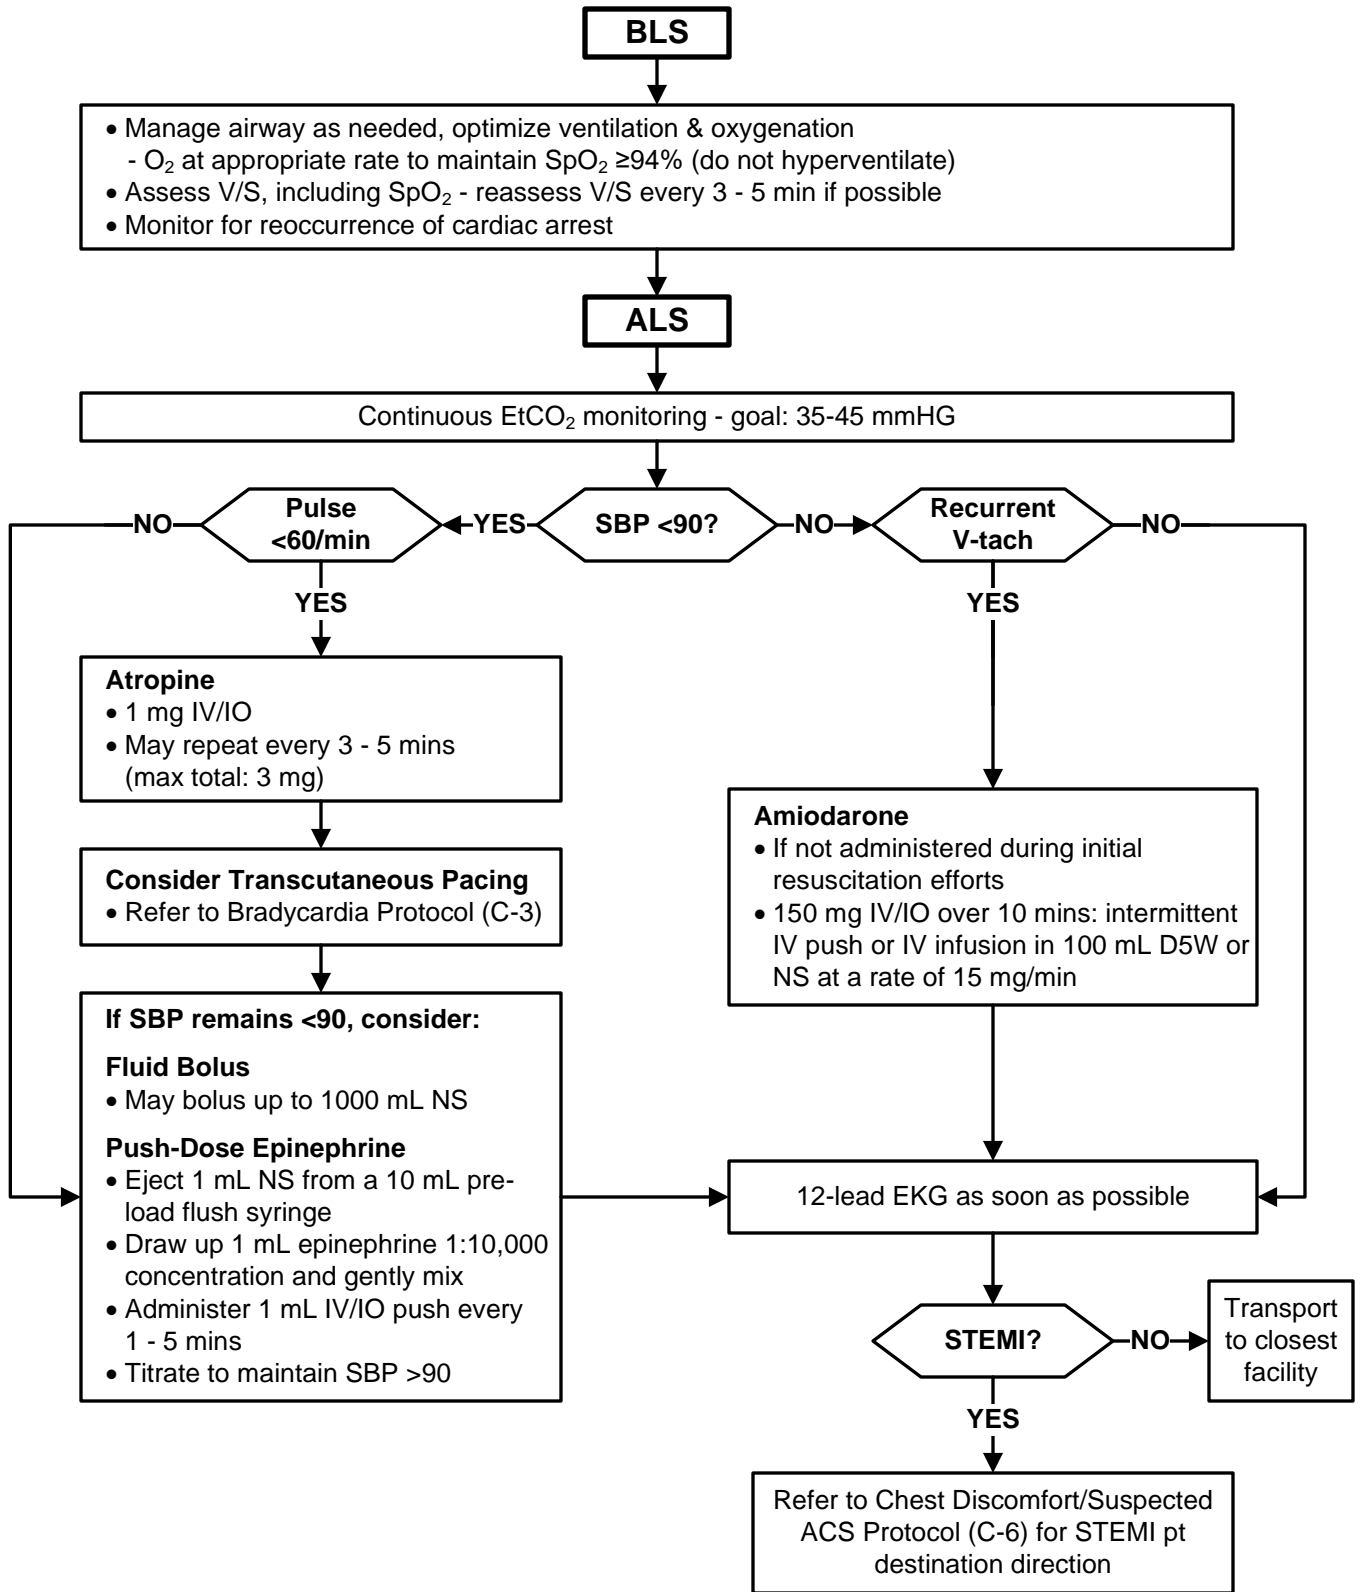 BLS
• Manage airway as needed, optimize ventilation & oxygenation
- O₂ at appropriate rate to maintain SpO₂ ≥94% (do not hyperventilate)
• Assess V/S, including SpO₂ - reassess V/S every 3 - 5 min if possible
• Monitor for reoccurrence of cardiac arrest
ALS
Continuous EtCO₂ monitoring - goal: 35-45 mmHG
NO
Pulse
<60/min
YES
SBP <90?
NO
Recurrent
V-tach
NO
YES
YES
Atropine
• 1 mg IV/IO
• May repeat every 3 - 5 mins
(max total: 3 mg)
Consider Transcutaneous Pacing
• Refer to Bradycardia Protocol (C-3)
Amiodarone
• If not administered during initial
resuscitation efforts
• 150 mg IV/IO over 10 mins: intermittent
IV push or IV infusion in 100 mL D5W or
NS at a rate of 15 mg/min
If SBP remains <90, consider:
Fluid Bolus
• May bolus up to 1000 mL NS
Push-Dose Epinephrine
• Eject 1 mL NS from a 10 mL pre-
load flush syringe
• Draw up 1 mL epinephrine 1:10,000
concentration and gently mix
• Administer 1 mL IV/IO push every
1 - 5 mins
• Titrate to maintain SBP >90
12-lead EKG as soon as possible
STEMI?
NO
Transport
to closest
facility
YES
Refer to Chest Discomfort/Suspected
ACS Protocol (C-6) for STEMI pt
destination direction